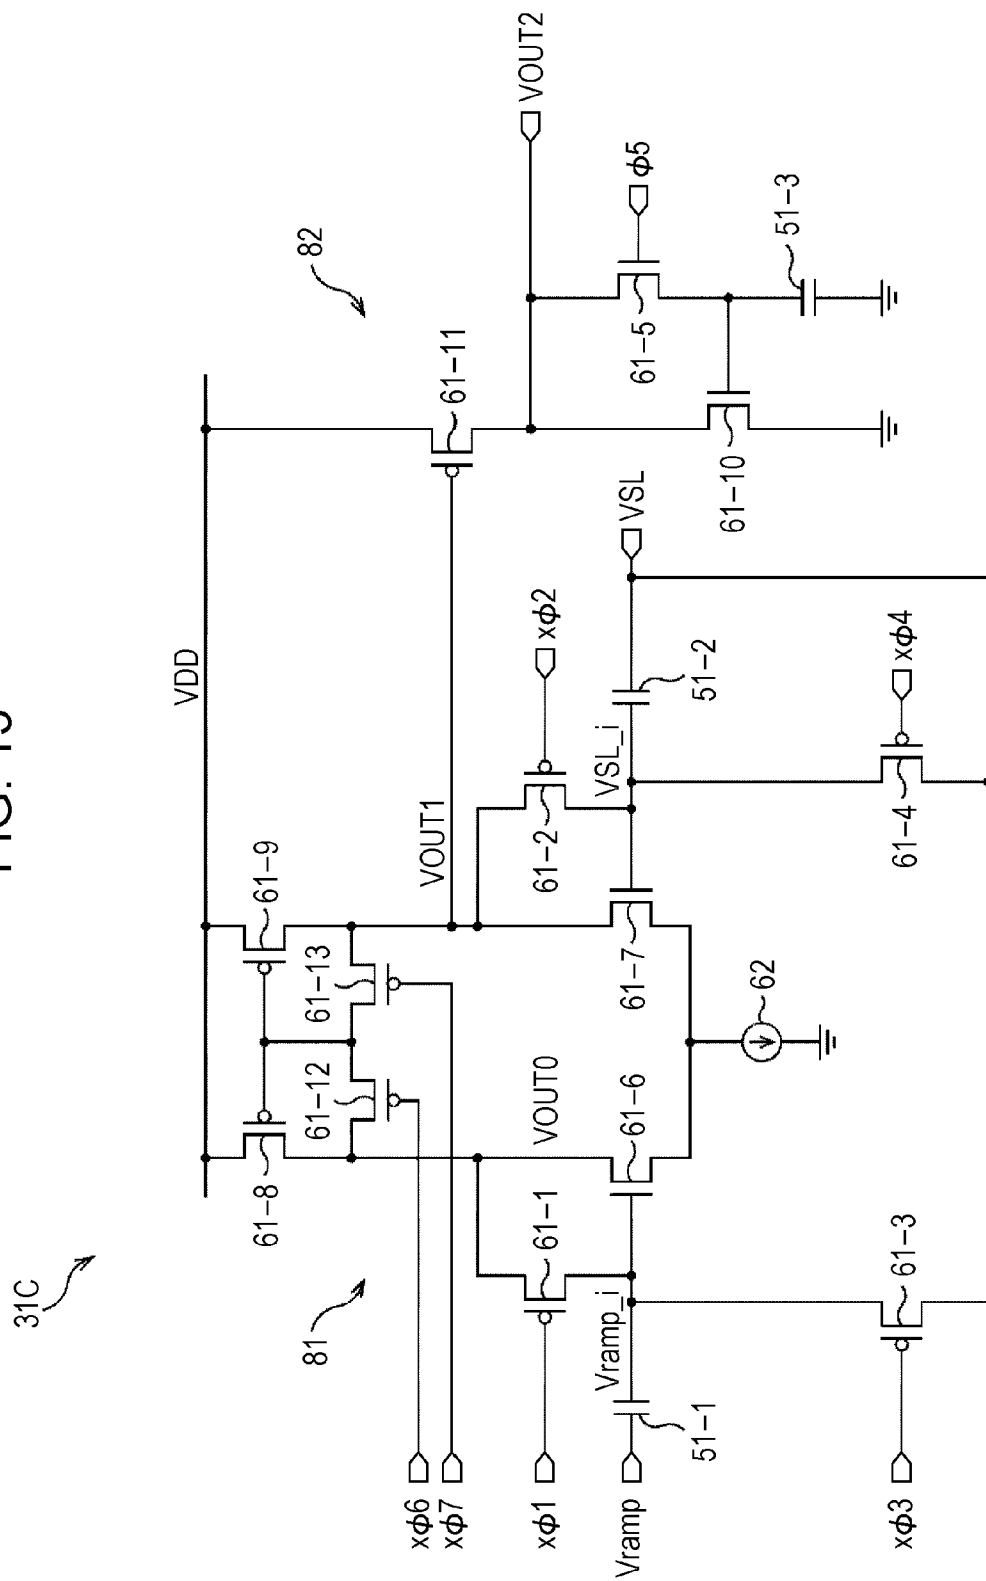 31C
VDD
82
81
61-8
61-12
61-13
61-9
61-11
VOUT2
VOUT1
VOUT0
xϕ6
xϕ7
xϕ1
61-1
61-6
61-7
61-2
xϕ2
ϕ5
61-5
51-3
61-10
Vramp
51-1
Vramp_i
62
VSL_i
51-2
VSL
xϕ3
61-3
61-4
xϕ4